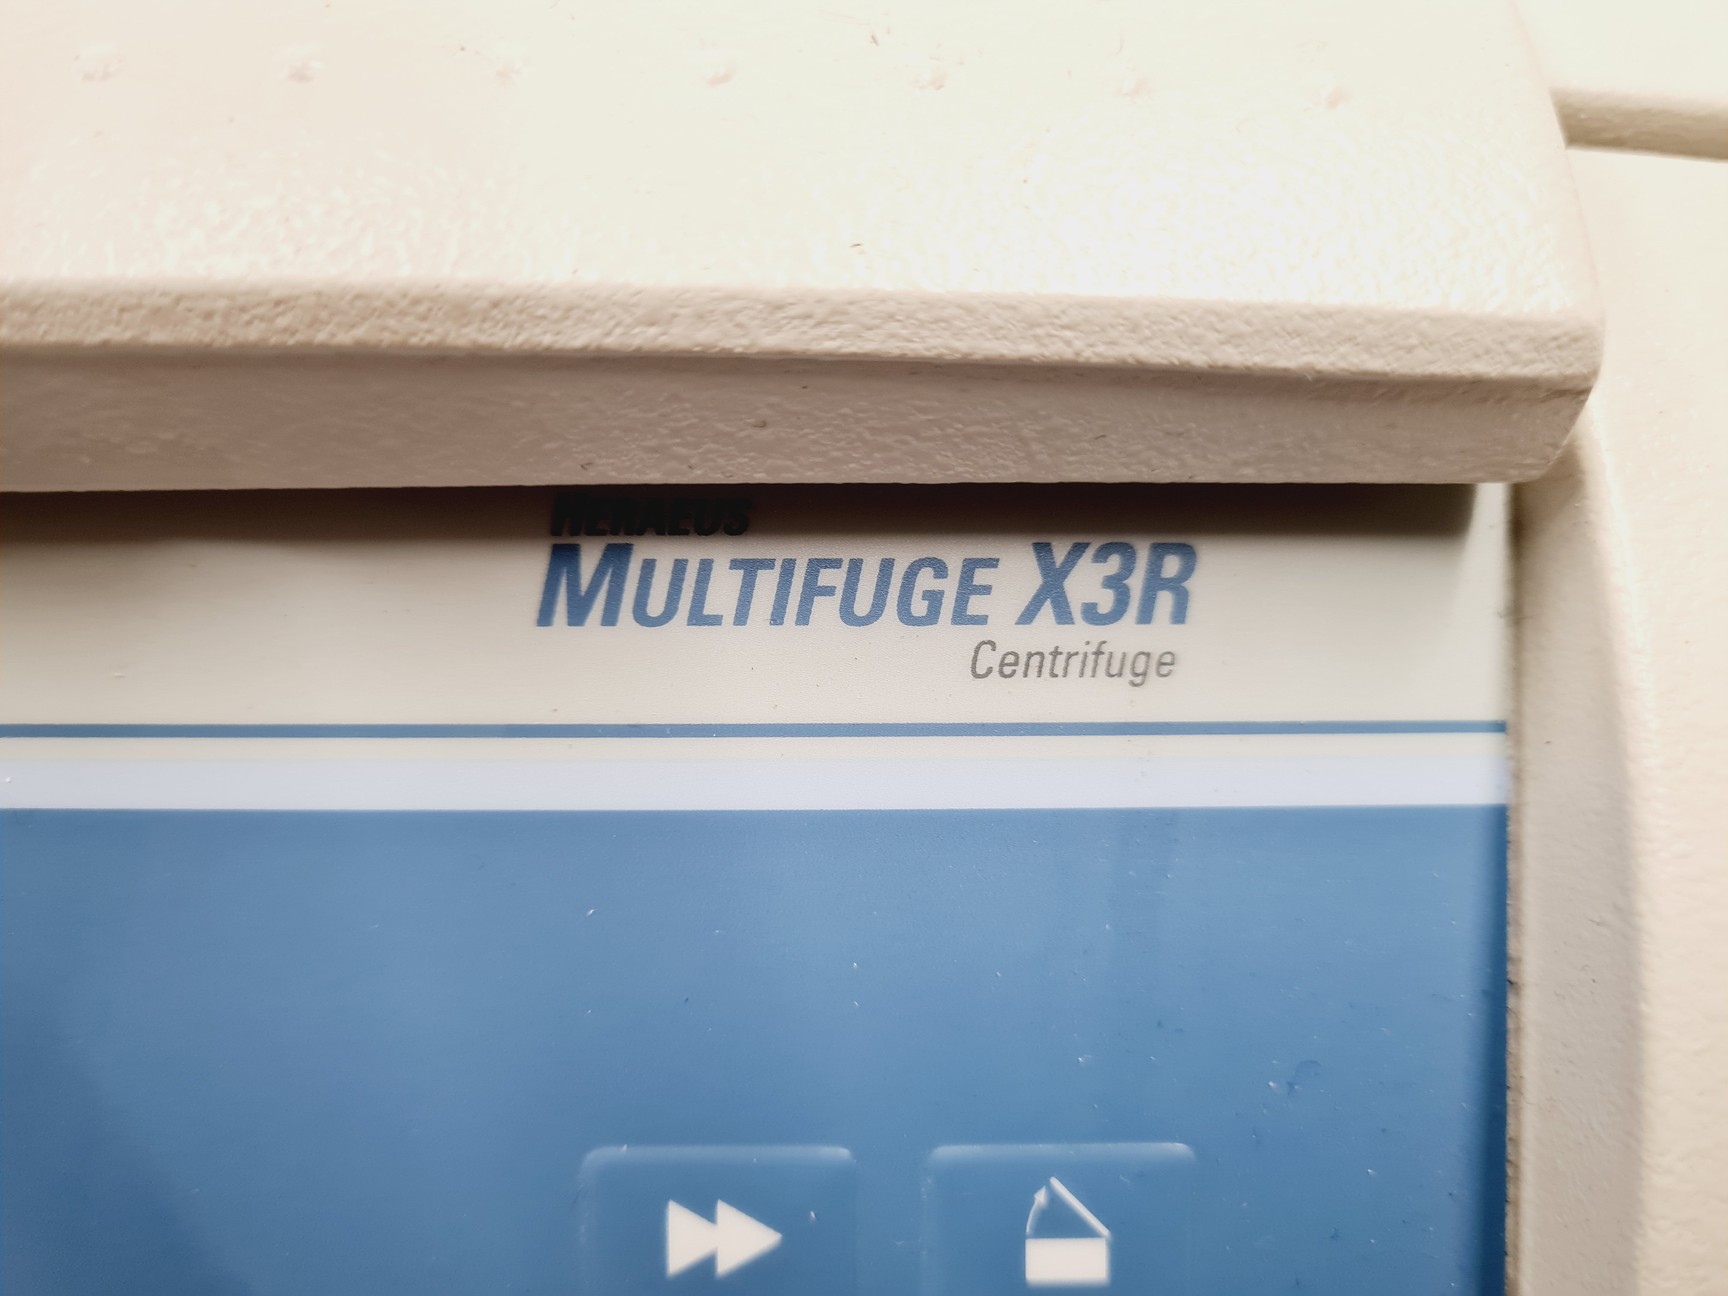 HERAEUS
MULTIFUGE X3R
Centrifuge